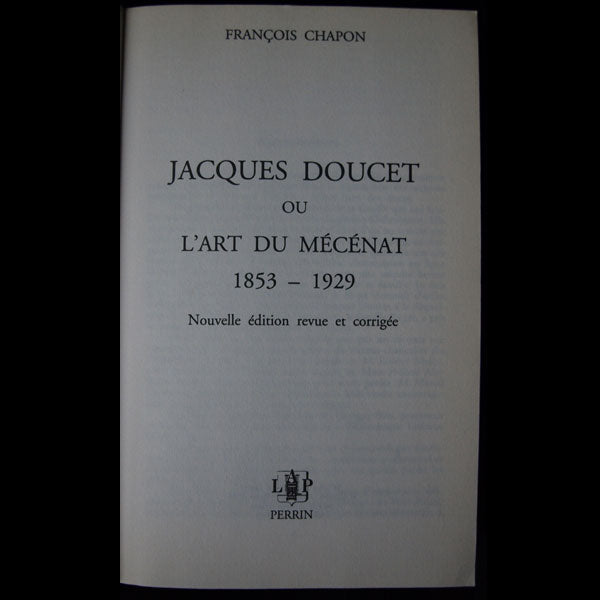 FRANÇOIS CHAPON
JACQUES DOUCET
OU
L'ART DU MÉCÉNAT
1853 – 1929
Nouvelle édition revue et corrigée
L A P
PERRIN